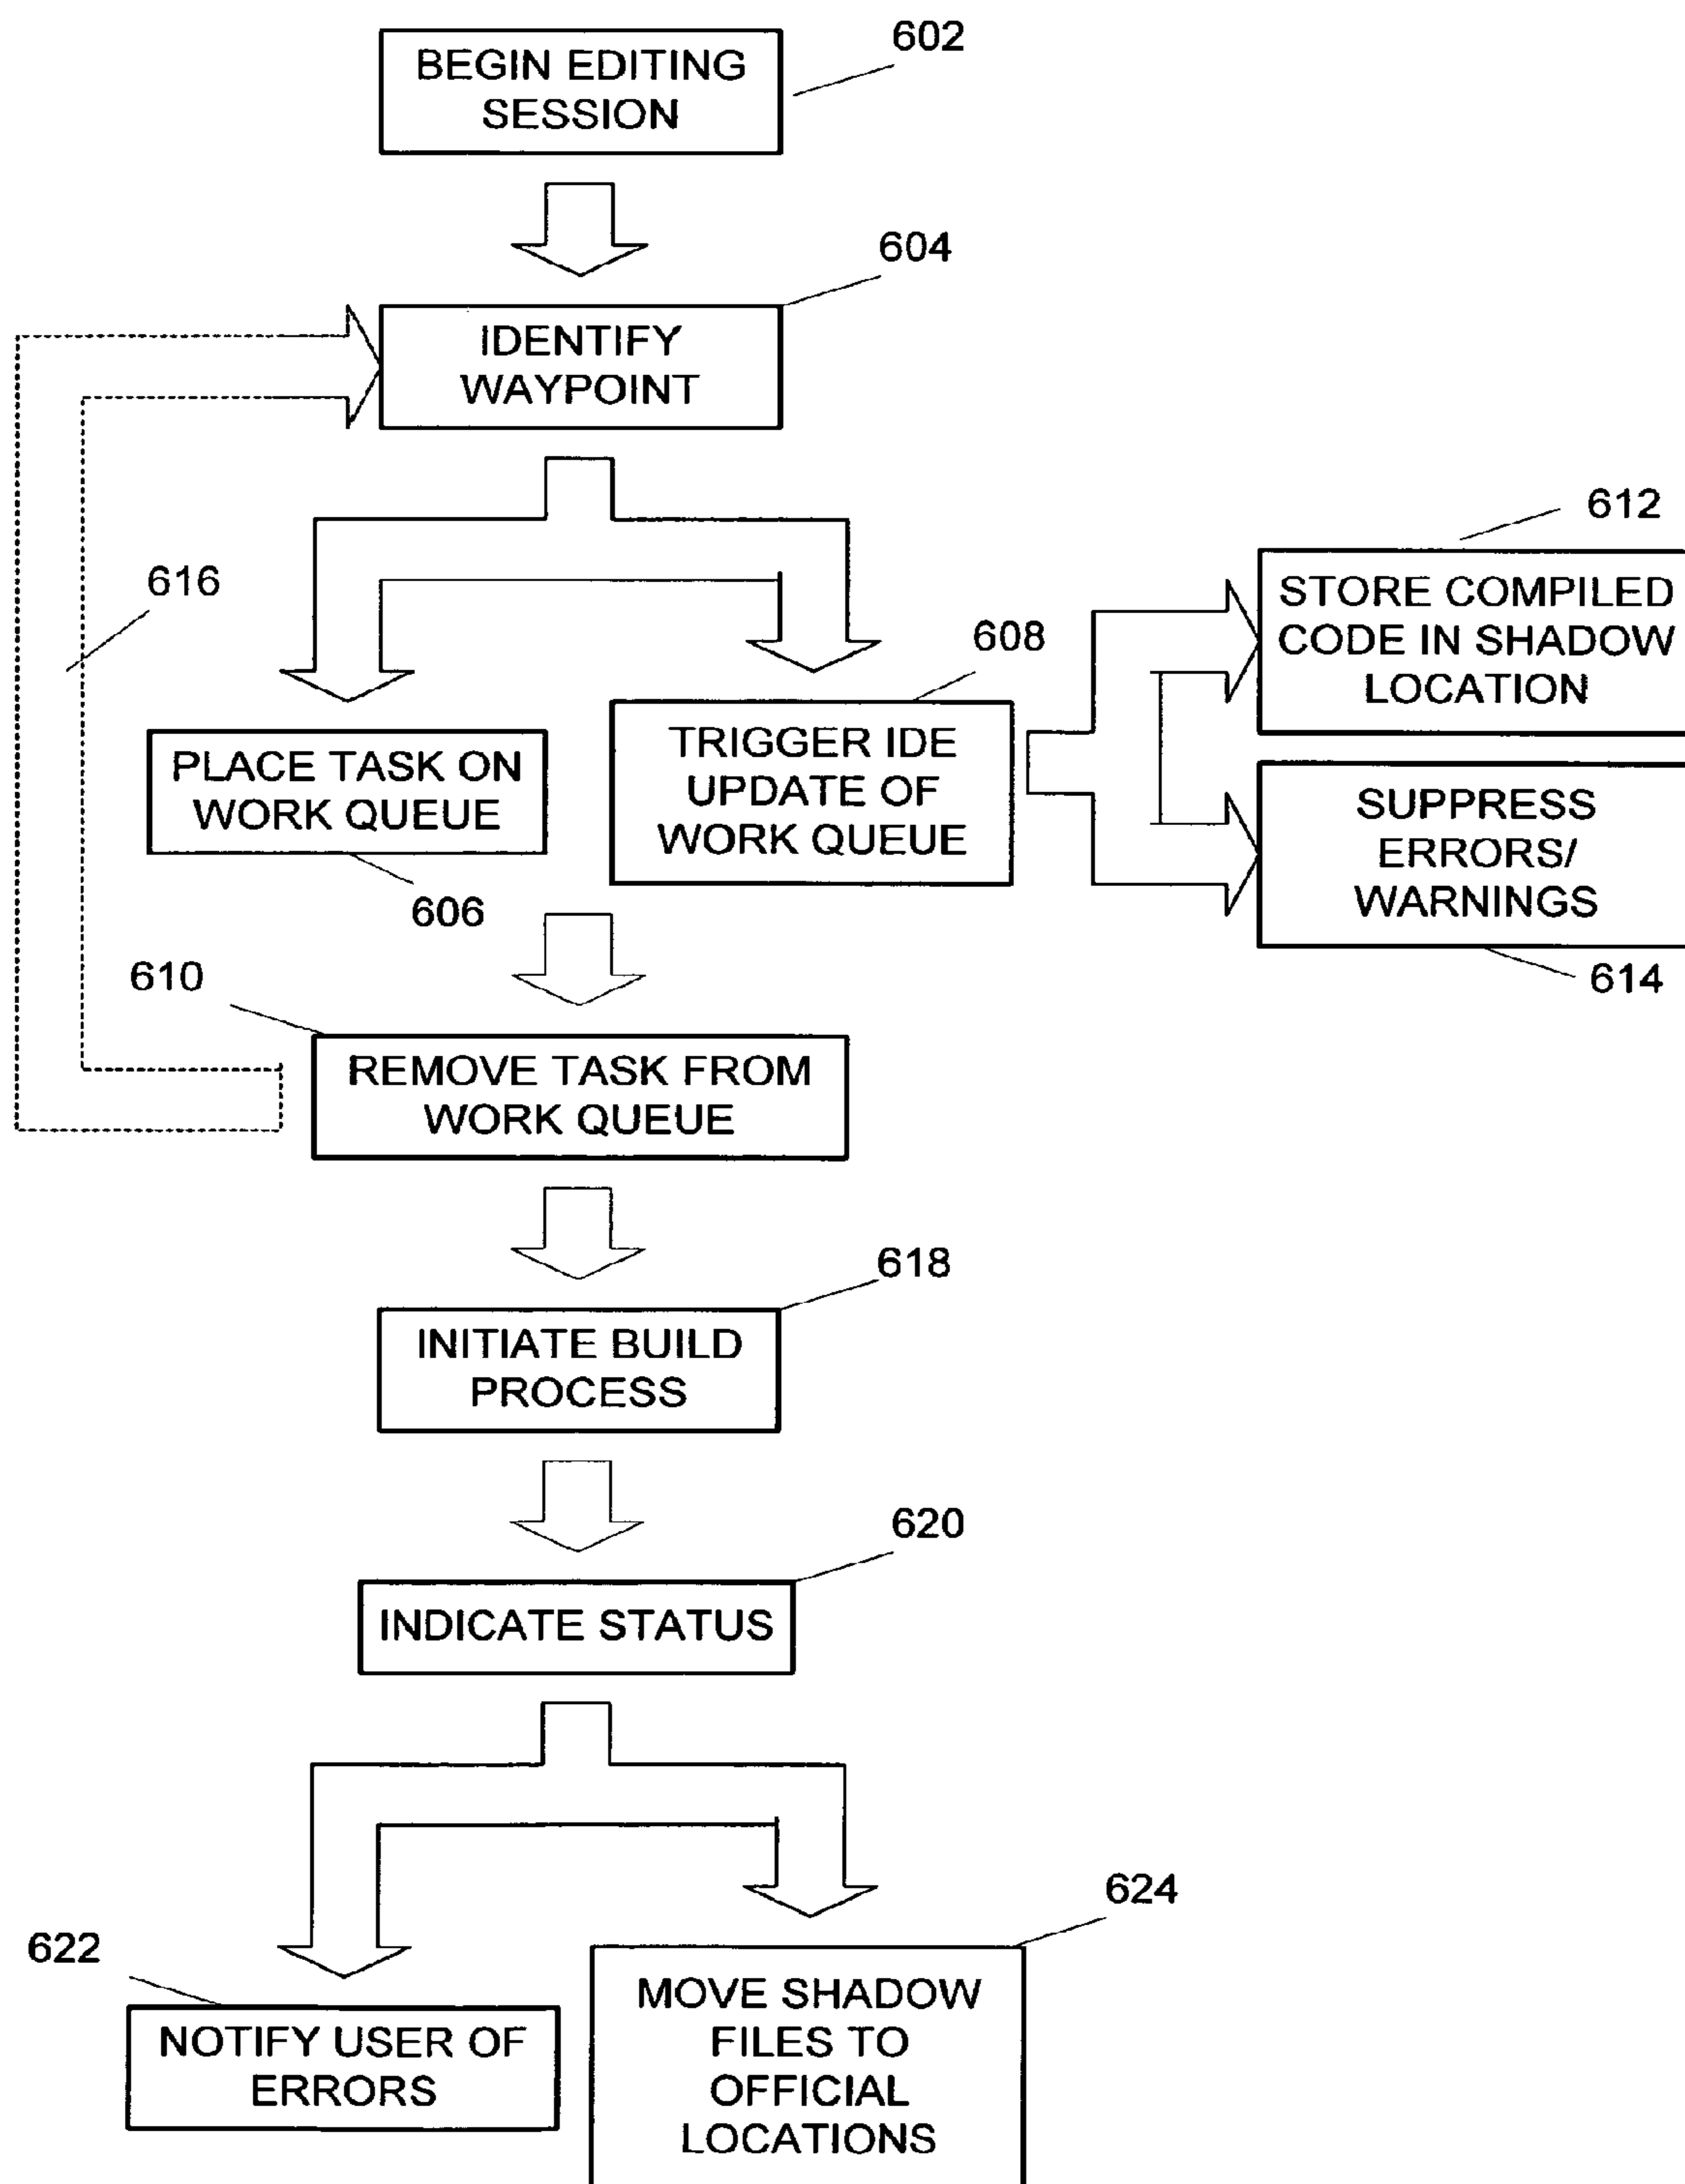 602
BEGIN EDITING
SESSION
604
IDENTIFY
WAYPOINT
612
STORE COMPILED
CODE IN SHADOW
LOCATION
616
608
TRIGGER IDE
UPDATE OF
WORK QUEUE
PLACE TASK ON
WORK QUEUE
606
SUPPRESS
ERRORS/
WARNINGS
614
610
REMOVE TASK FROM
WORK QUEUE
618
INITIATE BUILD
PROCESS
620
INDICATE STATUS
622
NOTIFY USER OF
ERRORS
624
MOVE SHADOW
FILES TO
OFFICIAL
LOCATIONS